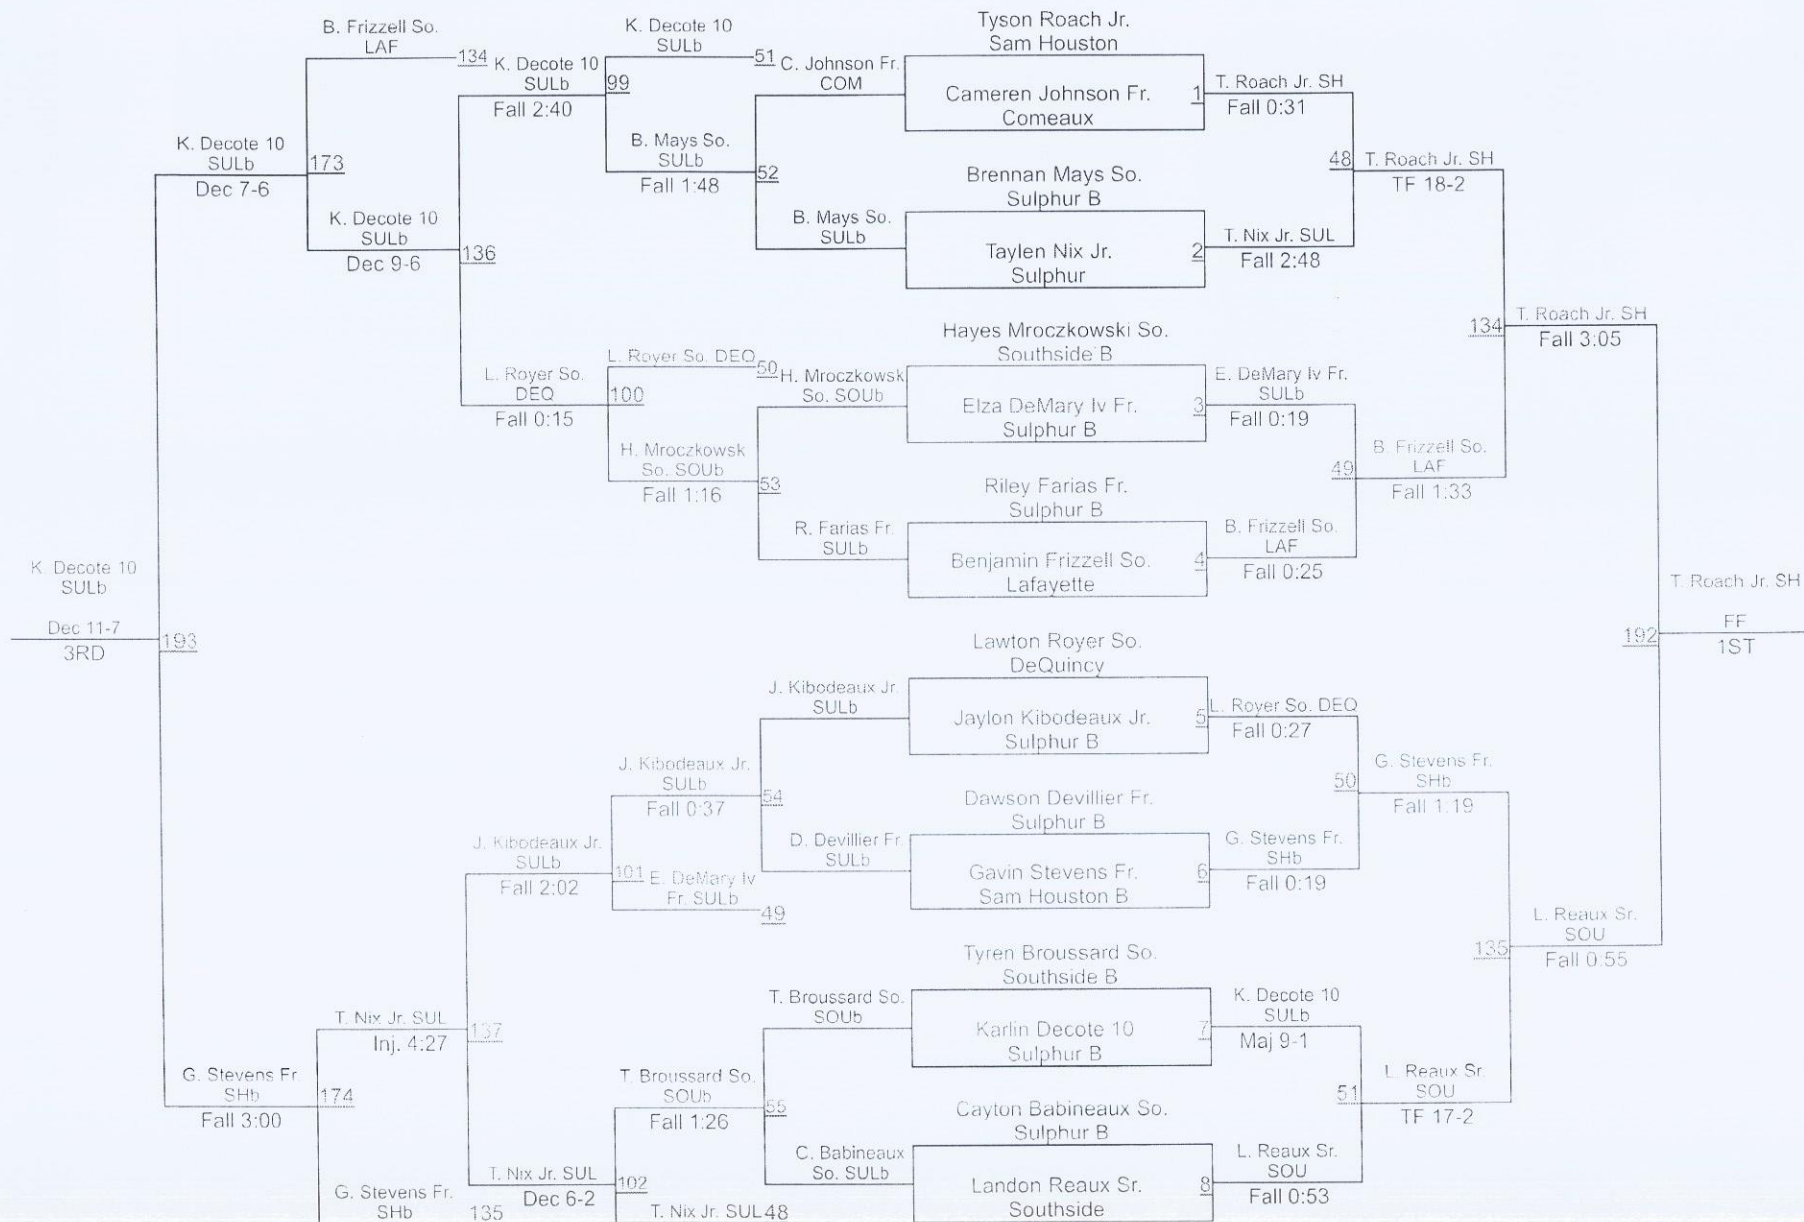 B. Frizzell So.
LAF
134
K. Decote 10
SULb
Fall 2:40
99
K. Decote 10
SULb
51
C. Johnson Fr.
COM
Tyson Roach Jr.
Sam Houston
Cameren Johnson Fr.
Comeaux
1
T. Roach Jr. SH
Fall 0:31
K. Decote 10
SULb
Dec 7-6
173
B. Mays So.
SULb
Fall 1:48
52
Brennan Mays So.
Sulphur B
48
T. Roach Jr. SH
TF 18-2
K. Decote 10
SULb
Dec 9-6
136
B. Mays So.
SULb
Taylen Nix Jr.
Sulphur
2
T. Nix Jr. SUL
Fall 2:48
Hayes Mroczkowski So.
Southside B
134
T. Roach Jr. SH
Fall 3:05
L. Royer So.
DEQ
Fall 0:15
100
L. Royer So. DEQ
50
H. Mroczkowsk
So. SOUb
Elza DeMary Iv Fr.
Sulphur B
3
E. DeMary Iv Fr.
SULb
Fall 0:19
H. Mroczkowsk
So. SOUb
Fall 1:16
53
Riley Farias Fr.
Sulphur B
49
B. Frizzell So.
LAF
Fall 1:33
R. Farias Fr.
SULb
Benjamin Frizzell So.
Lafayette
4
B. Frizzell So.
LAF
Fall 0:25
K. Decote 10
SULb
Dec 11-7
3RD
193
T. Roach Jr. SH
FF
1ST
192
Lawton Royer So.
DeQuincy
J. Kibodeaux Jr.
SULb
Jaylon Kibodeaux Jr.
Sulphur B
5
L. Royer So. DEQ
Fall 0:27
J. Kibodeaux Jr.
SULb
Fall 0:37
54
Dawson Devillier Fr.
Sulphur B
50
G. Stevens Fr.
SHb
Fall 1:19
J. Kibodeaux Jr.
SULb
Fall 2:02
101
E. DeMary Iv
Fr. SULb
49
D. Devillier Fr.
SULb
Gavin Stevens Fr.
Sam Houston B
6
G. Stevens Fr.
SHb
Fall 0:19
Tyren Broussard So.
Southside B
135
L. Reaux Sr.
SOU
Fall 0:55
T. Nix Jr. SUL
Inj. 4:27
137
T. Broussard So.
SOUb
Karlin Decote 10
Sulphur B
7
K. Decote 10
SULb
Maj 9-1
G. Stevens Fr.
SHb
Fall 3:00
174
T. Broussard So.
SOUb
Fall 1:26
55
Cayton Babineaux So.
Sulphur B
51
L. Reaux Sr.
SOU
TF 17-2
G. Stevens Fr.
SHb
135
T. Nix Jr. SUL
Dec 6-2
102
T. Nix Jr. SUL
48
C. Babineaux
So. SULb
Landon Reaux Sr.
Southside
8
L. Reaux Sr.
SOU
Fall 0:53